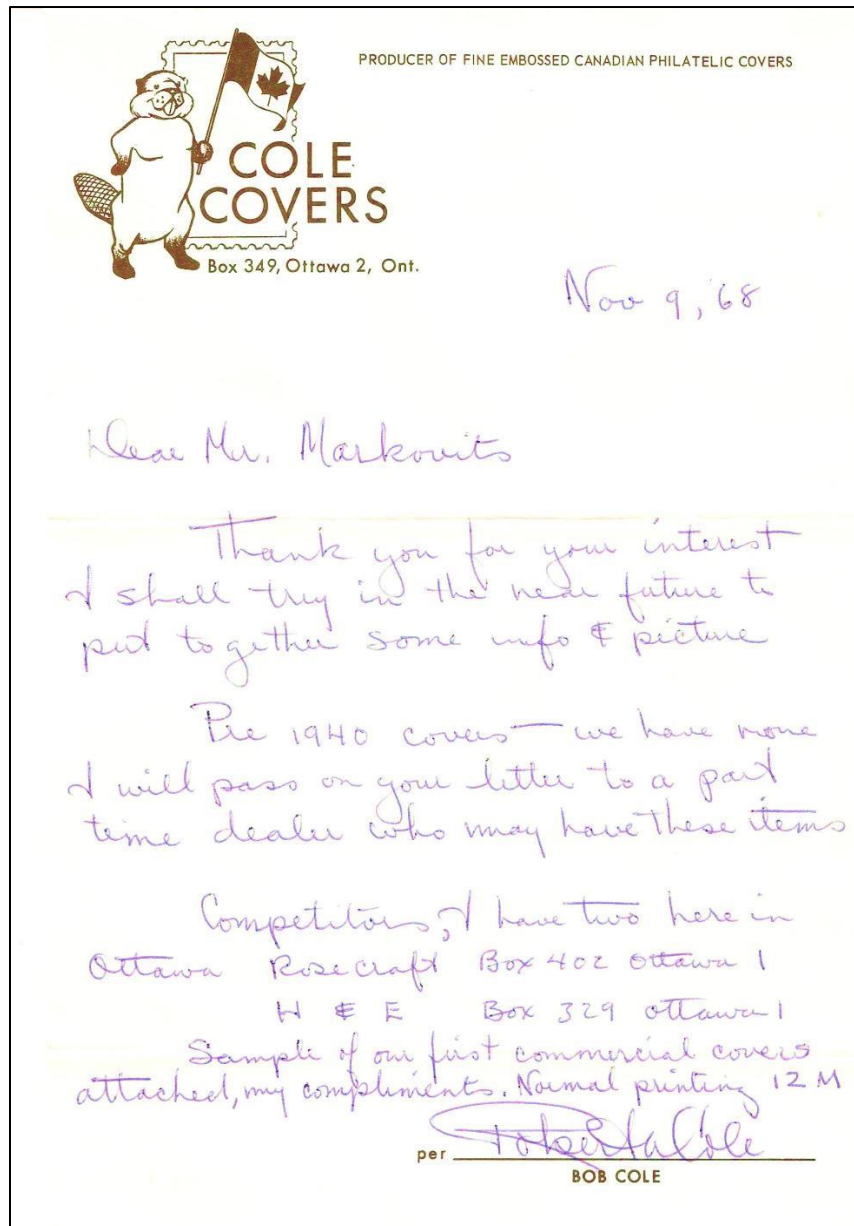 PRODUCER OF FINE EMBOSSED CANADIAN PHILATELIC COVERS
COLE
COVERS
Box 349, Ottawa 2, Ont.
Nov 9, '68
Dear Mr. Markovits
Thank you for your interest
I shall try in the near future to
put together some info & picture
Pre 1940 covers — we have none
I will pass on your letter to a part
time dealer who may have these items
Competitors, I have two here in
Ottawa Rosecraft Box 402 Ottawa 1
H & E Box 329 Ottawa 1
Sample of our first commercial covers
attached, my compliments. Normal printing 12 M
per Robert A Cole
BOB COLE